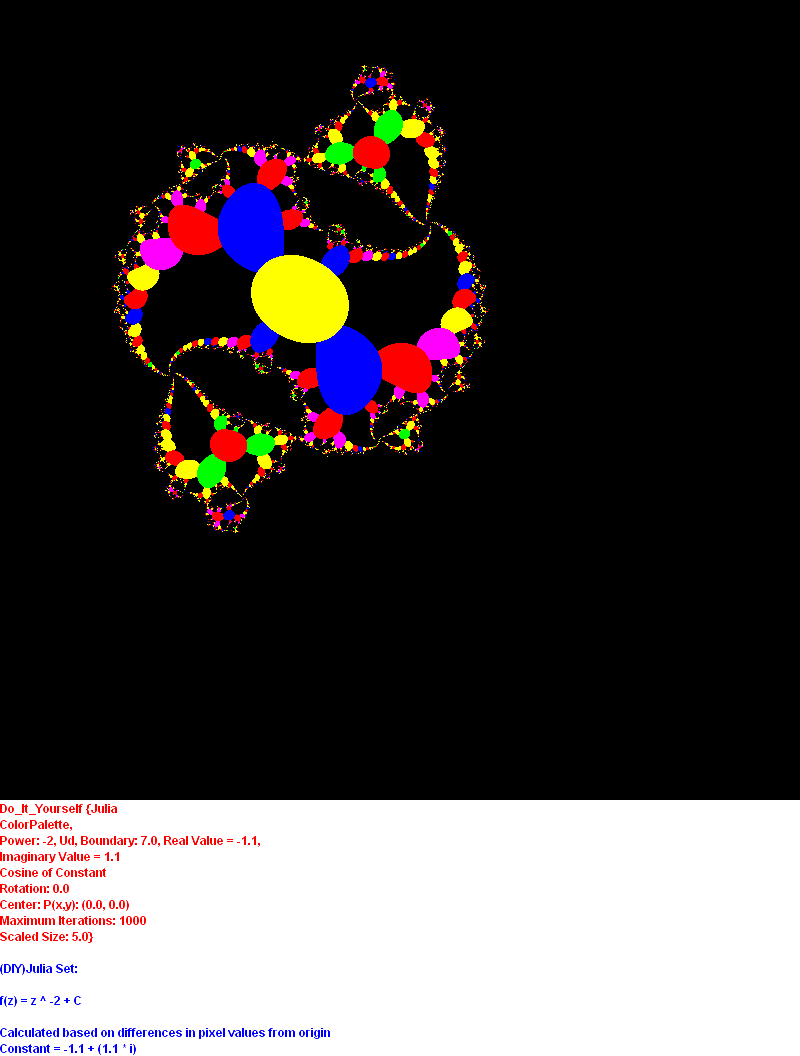 Do_It_Yourself {Julia
ColorPalette,
Power: -2, Ud, Boundary: 7.0, Real Value = -1.1,
Imaginary Value = 1.1
Cosine of Constant
Rotation: 0.0
Center: P(x,y): (0.0, 0.0)
Maximum Iterations: 1000
Scaled Size: 5.0}
(DIY)Julia Set:
f(z) = z ^ -2 + C
Calculated based on differences in pixel values from origin
Constant = -1.1 + (1.1 * i)